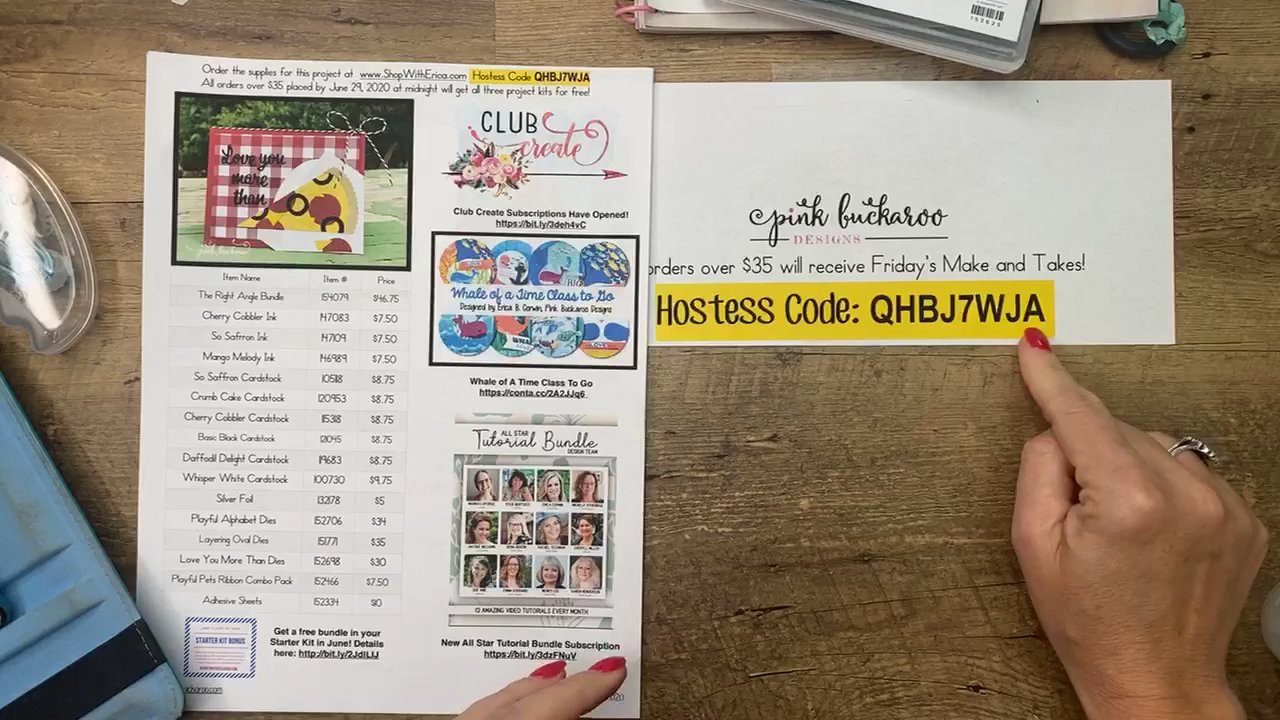 Order the supplies for this project at www.ShopWithErica.com Hostess Code QHBJ7WJA
All orders over $35 placed by June 29, 2020 at midnight will get all three project kits for free!
Love you
more
than
CLUB
create
Club Create Subscriptions Have Opened!
https://bit.ly/3deh4vC
Item Name Item # Price
The Right Angle Bundle 154079 $46.75
Cherry Cobbler Ink 147083 $7.50
So Saffron Ink 147109 $7.50
Mango Melody Ink 146989 $7.50
So Saffron Cardstock 105118 $8.75
Crumb Cake Cardstock 120953 $8.75
Cherry Cobbler Cardstock 115318 $8.75
Basic Black Cardstock 121045 $8.75
Daffodil Delight Cardstock 119683 $8.75
Whisper White Cardstock 100730 $9.75
Silver Foil 132178 $5
Playful Alphabet Dies 152706 $34
Layering Oval Dies 151771 $35
Love You More Than Dies 152698 $30
Playful Pets Ribbon Combo Pack 152466 $7.50
Adhesive Sheets 152334 $10
Whale of a Time Class to Go
Designed by Erica B. Cerwin, Pink Buckaroo Designs
Whale of A Time Class To Go
https://conta.cc/2A2JJq6
ALL STAR
Tutorial Bundle
DESIGN TEAM
12 AMAZING VIDEO TUTORIALS EVERY MONTH
New All Star Tutorial Bundle Subscription
https://bit.ly/3dzFNuV
STARTER KIT BONUS
Get a free bundle in your
Starter Kit in June! Details
here: http://bit.ly/2JdILIJ
pink buckaroo
DESIGNS
orders over $35 will receive Friday's Make and Takes!
Hostess Code: QHBJ7WJA